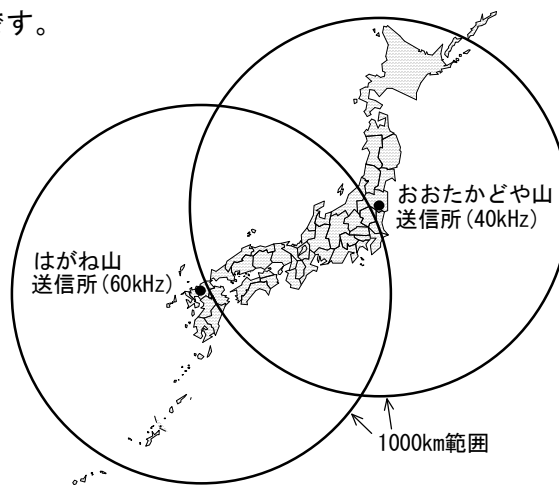 です。
おおたかどや山
送信所(40kHz)
はがね山
送信所(60kHz)
1000km範囲